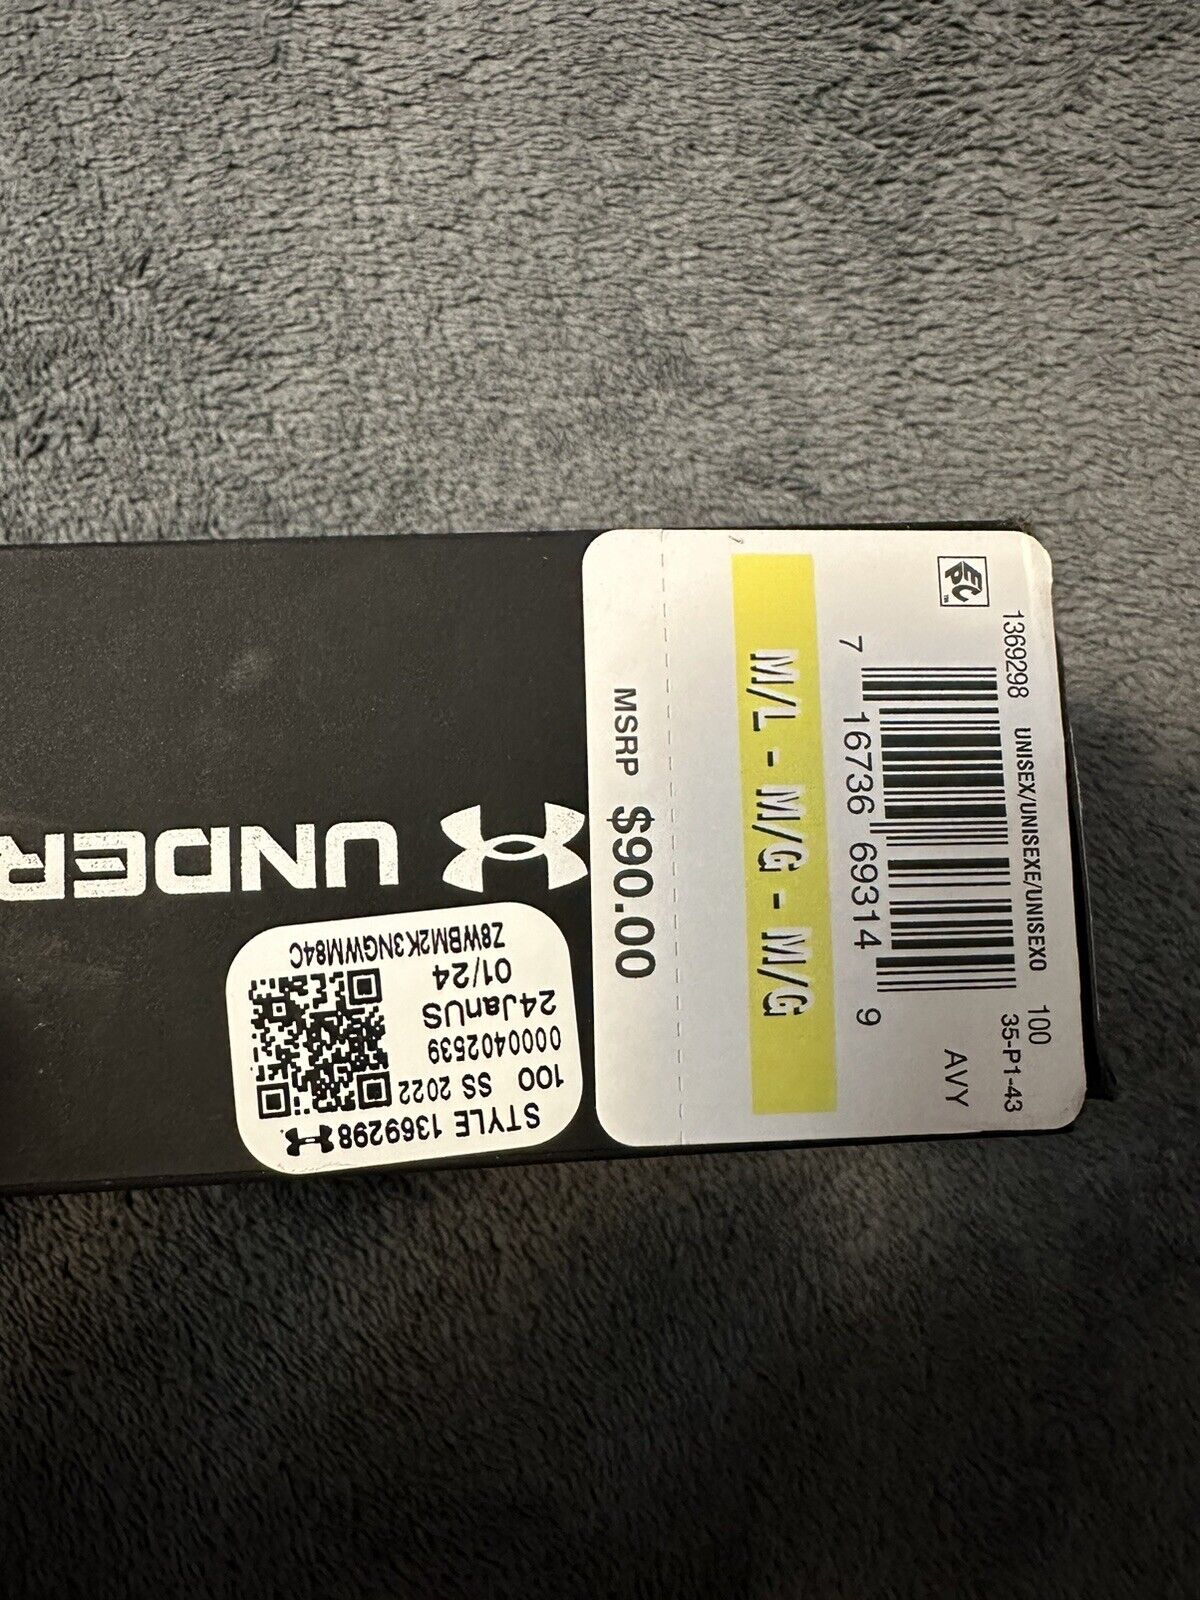 1369298 UNISEX/UNISEXE/UNISEXO 100
35-P1-43
AVY
7 16736 69314 9
M/L - M/G - M/G
MSRP $90.00
UNDER
STYLE 1369298
100 SS 2022
0000402539
24JanUS
01/24
Z8WBM2K3NGWM84C